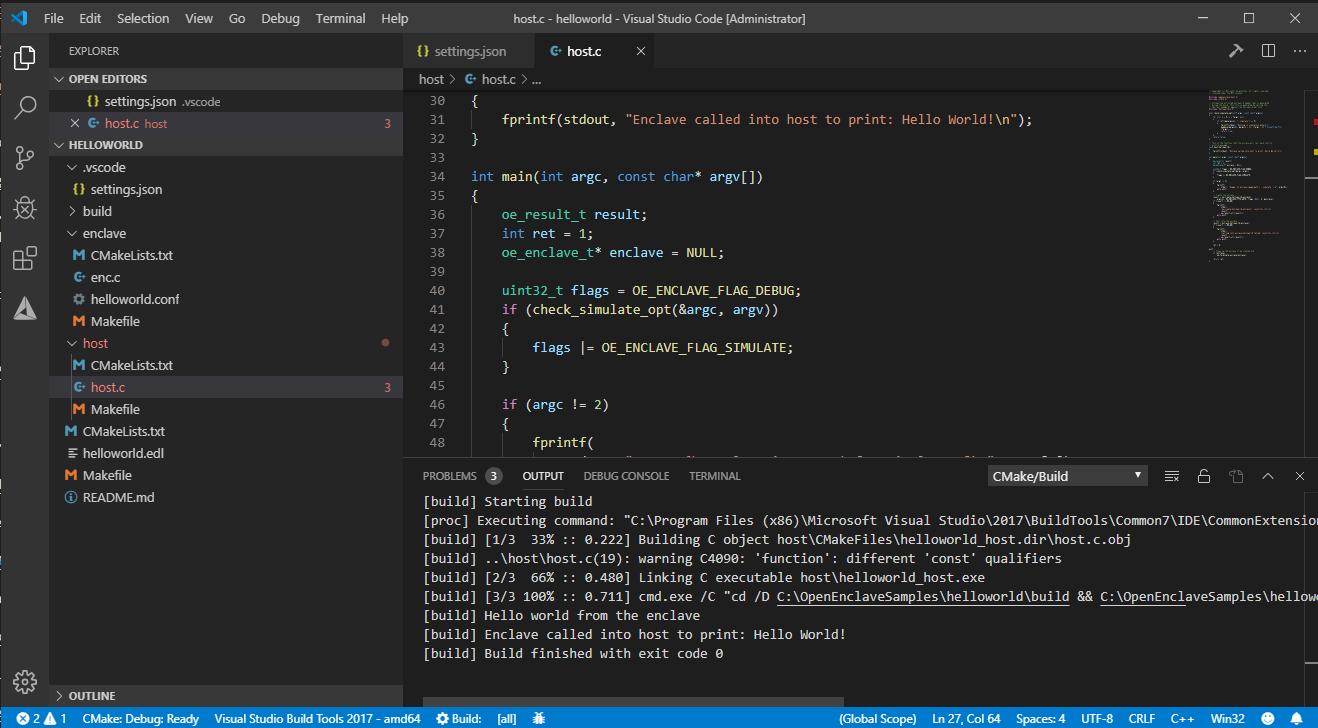 File Edit Selection View Go Debug Terminal Help host.c - helloworld - Visual Studio Code [Administrator]
EXPLORER
OPEN EDITORS
{} settings.json .vscode
host.c host 3
HELLOWORLD
.vscode
{} settings.json
build
enclave
CMakeLists.txt
enc.c
helloworld.conf
Makefile
host
CMakeLists.txt
host.c 3
Makefile
CMakeLists.txt
helloworld.edl
Makefile
README.md
OUTLINE
{} settings.json host.c
host > host.c > ...
30 {
31 fprintf(stdout, "Enclave called into host to print: Hello World!\n");
32 }
33
34 int main(int argc, const char* argv[])
35 {
36 oe_result_t result;
37 int ret = 1;
38 oe_enclave_t* enclave = NULL;
39
40 uint32_t flags = OE_ENCLAVE_FLAG_DEBUG;
41 if (check_simulate_opt(&argc, argv))
42 {
43 flags |= OE_ENCLAVE_FLAG_SIMULATE;
44 }
45
46 if (argc != 2)
47 {
48 fprintf(
PROBLEMS 3 OUTPUT DEBUG CONSOLE TERMINAL CMake/Build
[build] Starting build
[proc] Executing command: "C:\Program Files (x86)\Microsoft Visual Studio\2017\BuildTools\Common7\IDE\CommonExtension
[build] [1/3 33% :: 0.222] Building C object host\CMakeFiles\helloworld_host.dir\host.c.obj
[build] ..\host\host.c(19): warning C4090: 'function': different 'const' qualifiers
[build] [2/3 66% :: 0.480] Linking C executable host\helloworld_host.exe
[build] [3/3 100% :: 0.711] cmd.exe /C "cd /D C:\OpenEnclaveSamples\helloworld\build && C:\OpenEnclaveSamples\hellow
[build] Hello world from the enclave
[build] Enclave called into host to print: Hello World!
[build] Build finished with exit code 0
2 1 CMake: Debug: Ready Visual Studio Build Tools 2017 - amd64 Build: [all] (Global Scope) Ln 27, Col 64 Spaces: 4 UTF-8 CRLF C++ Win32